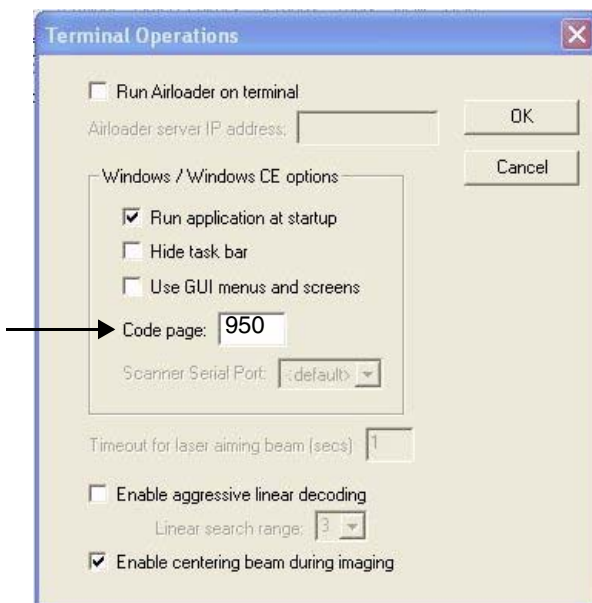 Terminal Operations
Run Airloader on terminal
OK
Airloader server IP address:
Cancel
Windows / Windows CE options
Run application at startup
Hide task bar
Use GUI menus and screens
Code page: 950
Scanner Serial Port: <default>
Timeout for laser aiming beam (secs) 1
Enable aggressive linear decoding
Linear search range: 3
Enable centering beam during imaging